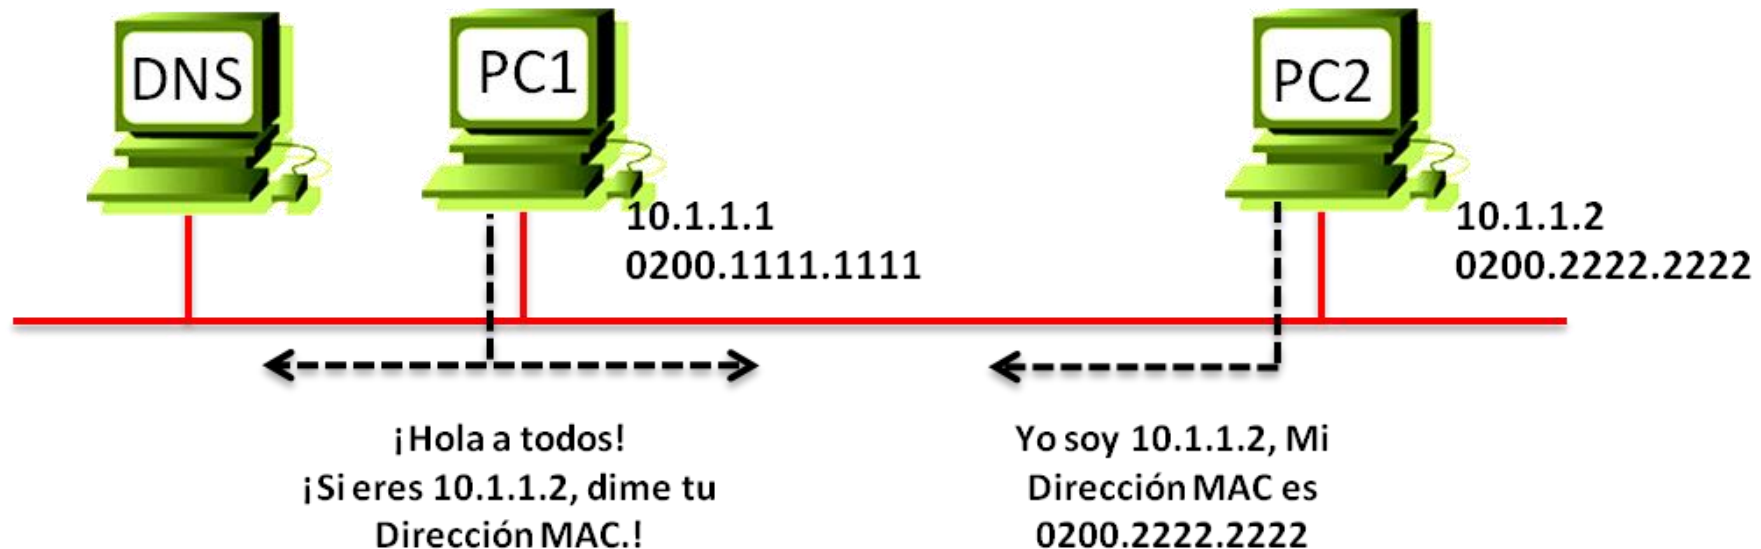 DNS
PC1
PC2
10.1.1.1
0200.1111.1111
10.1.1.2
0200.2222.2222
¡Hola a todos!
¡Si eres 10.1.1.2, dime tu
Dirección MAC.!
Yo soy 10.1.1.2, Mi
Dirección MAC es
0200.2222.2222